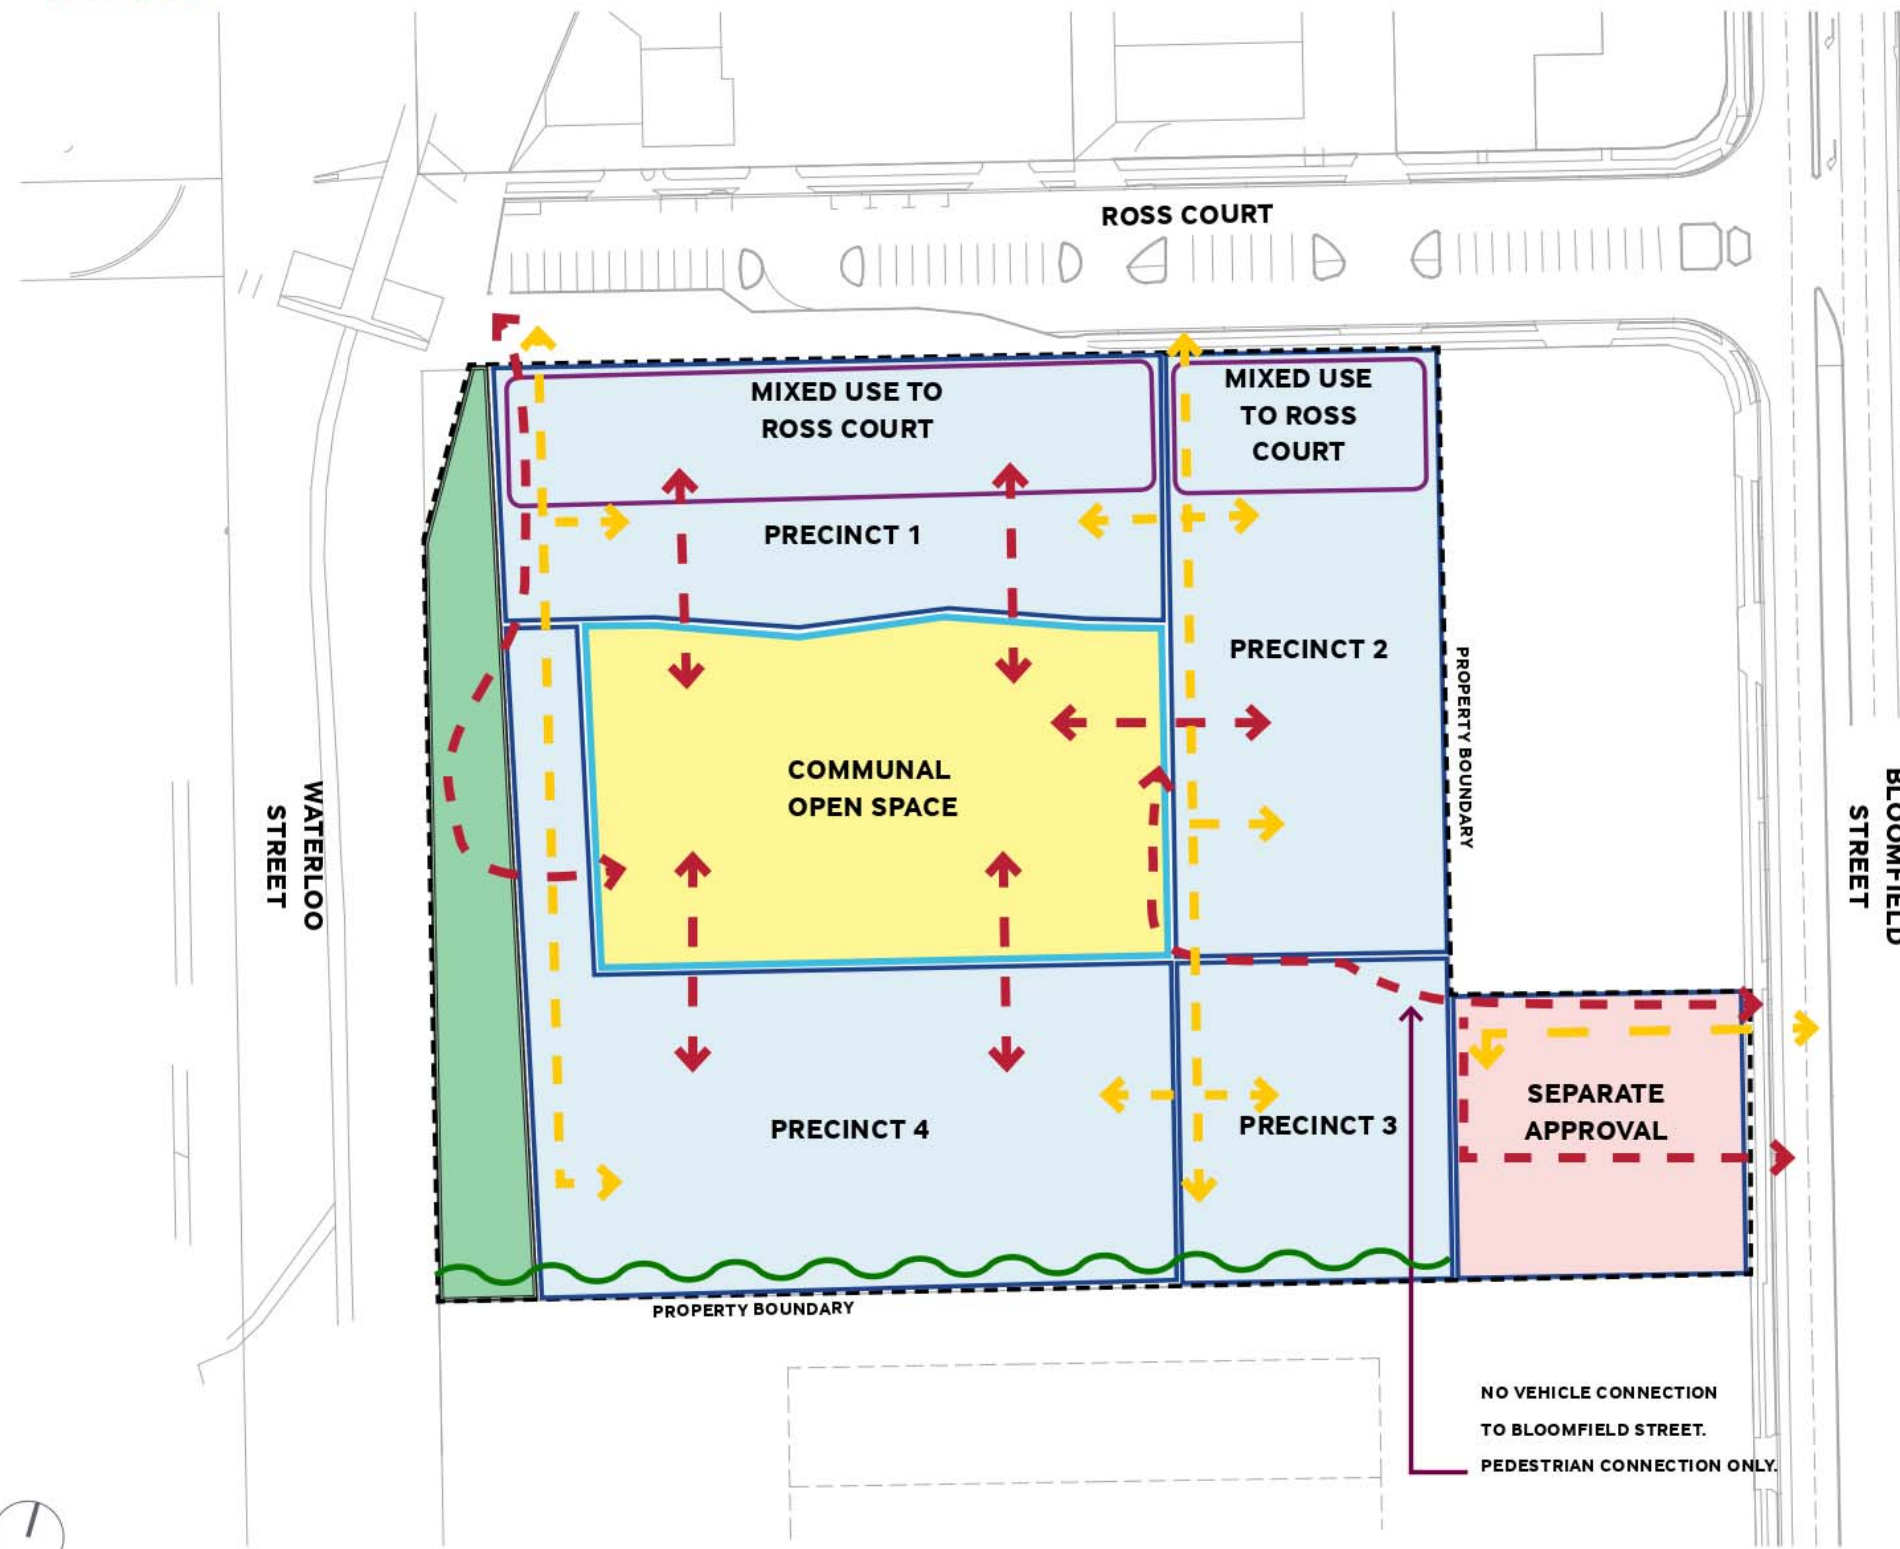 ROSS COURT
MIXED USE TO
ROSS COURT
MIXED USE
TO ROSS
COURT
PRECINCT 1
PRECINCT 2
PROPERTY BOUNDARY
COMMUNAL
OPEN SPACE
WATERLOO
STREET
BLOOMFIELD
STREET
SEPARATE
APPROVAL
PRECINCT 4
PRECINCT 3
PROPERTY BOUNDARY
NO VEHICLE CONNECTION
TO BLOOMFIELD STREET.
PEDESTRIAN CONNECTION ONLY.